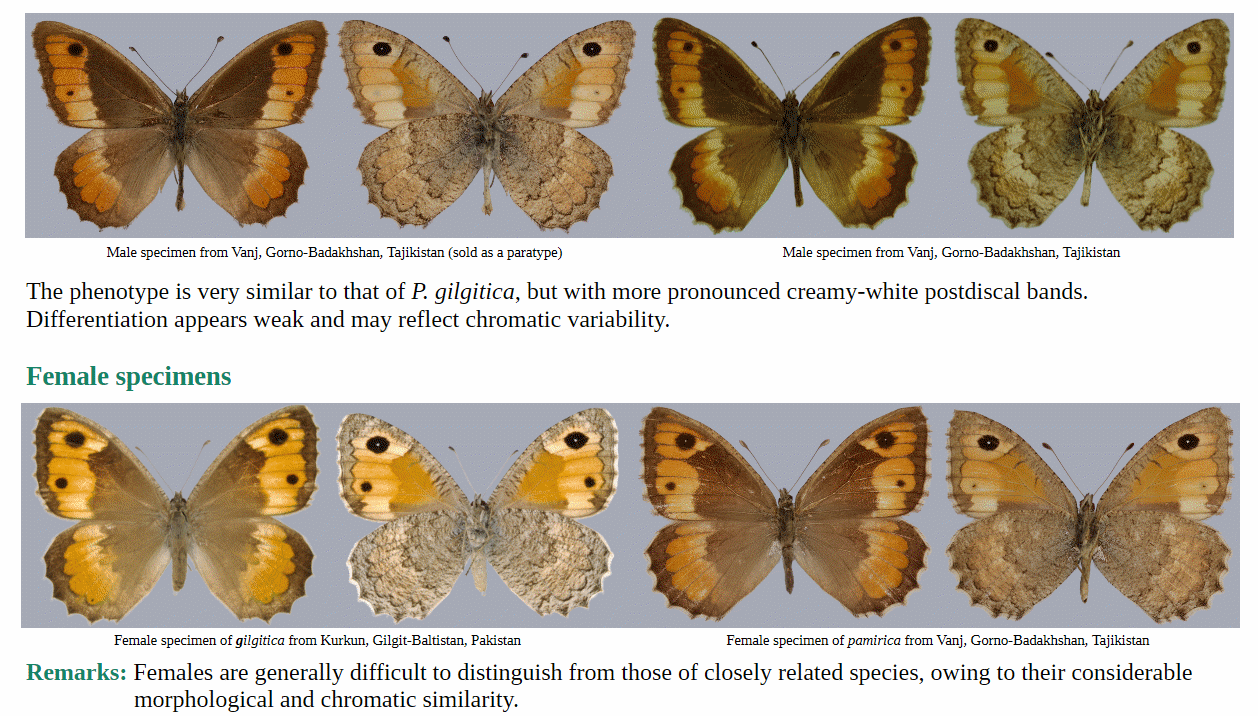 Male specimen from Vanj, Gorno-Badakhshan, Tajikistan (sold as a paratype)
Male specimen from Vanj, Gorno-Badakhshan, Tajikistan
The phenotype is very similar to that of P. gilgitica, but with more pronounced creamy-white postdiscal bands.
Differentiation appears weak and may reflect chromatic variability.
Female specimens
Female specimen of gilgitica from Kurkun, Gilgit-Baltistan, Pakistan
Female specimen of pamirica from Vanj, Gorno-Badakhshan, Tajikistan
Remarks: Females are generally difficult to distinguish from those of closely related species, owing to their considerable
morphological and chromatic similarity.